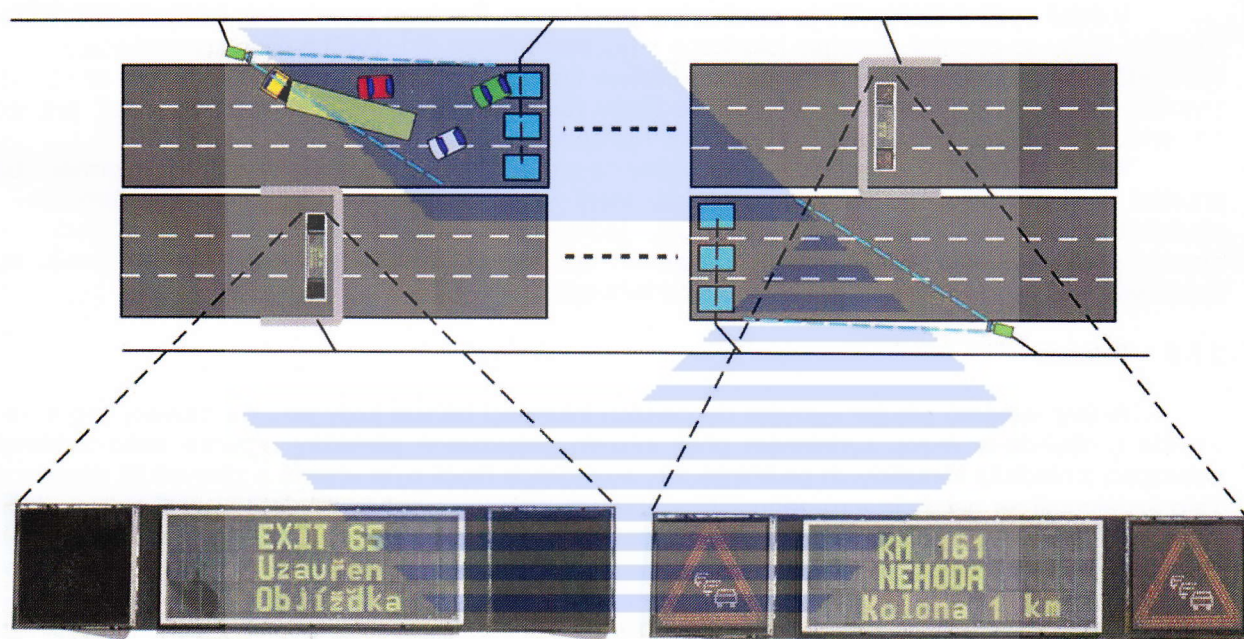 EXIT 65
Uzavřen
Objížďka
KM 161
NEHODA
Kolona 1 km